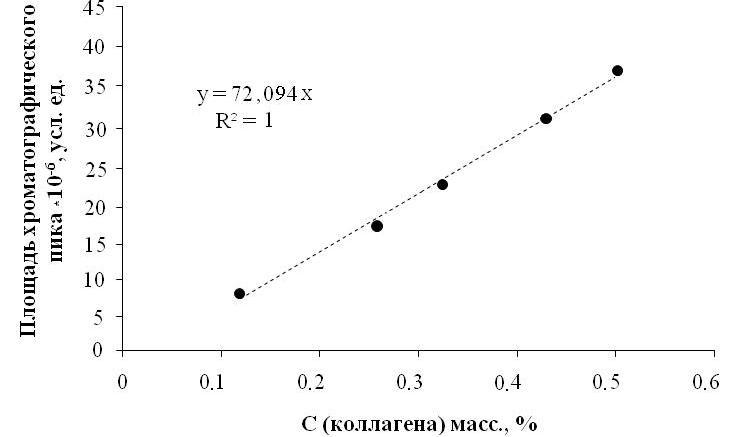 Площадь хроматографического
пика *10⁻⁶, усл. ед.
45
40
35
30
25
20
15
10
5
0
y = 72,094x
R² = 1
0 0.1 0.2 0.3 0.4 0.5 0.6
С (коллагена) масс., %